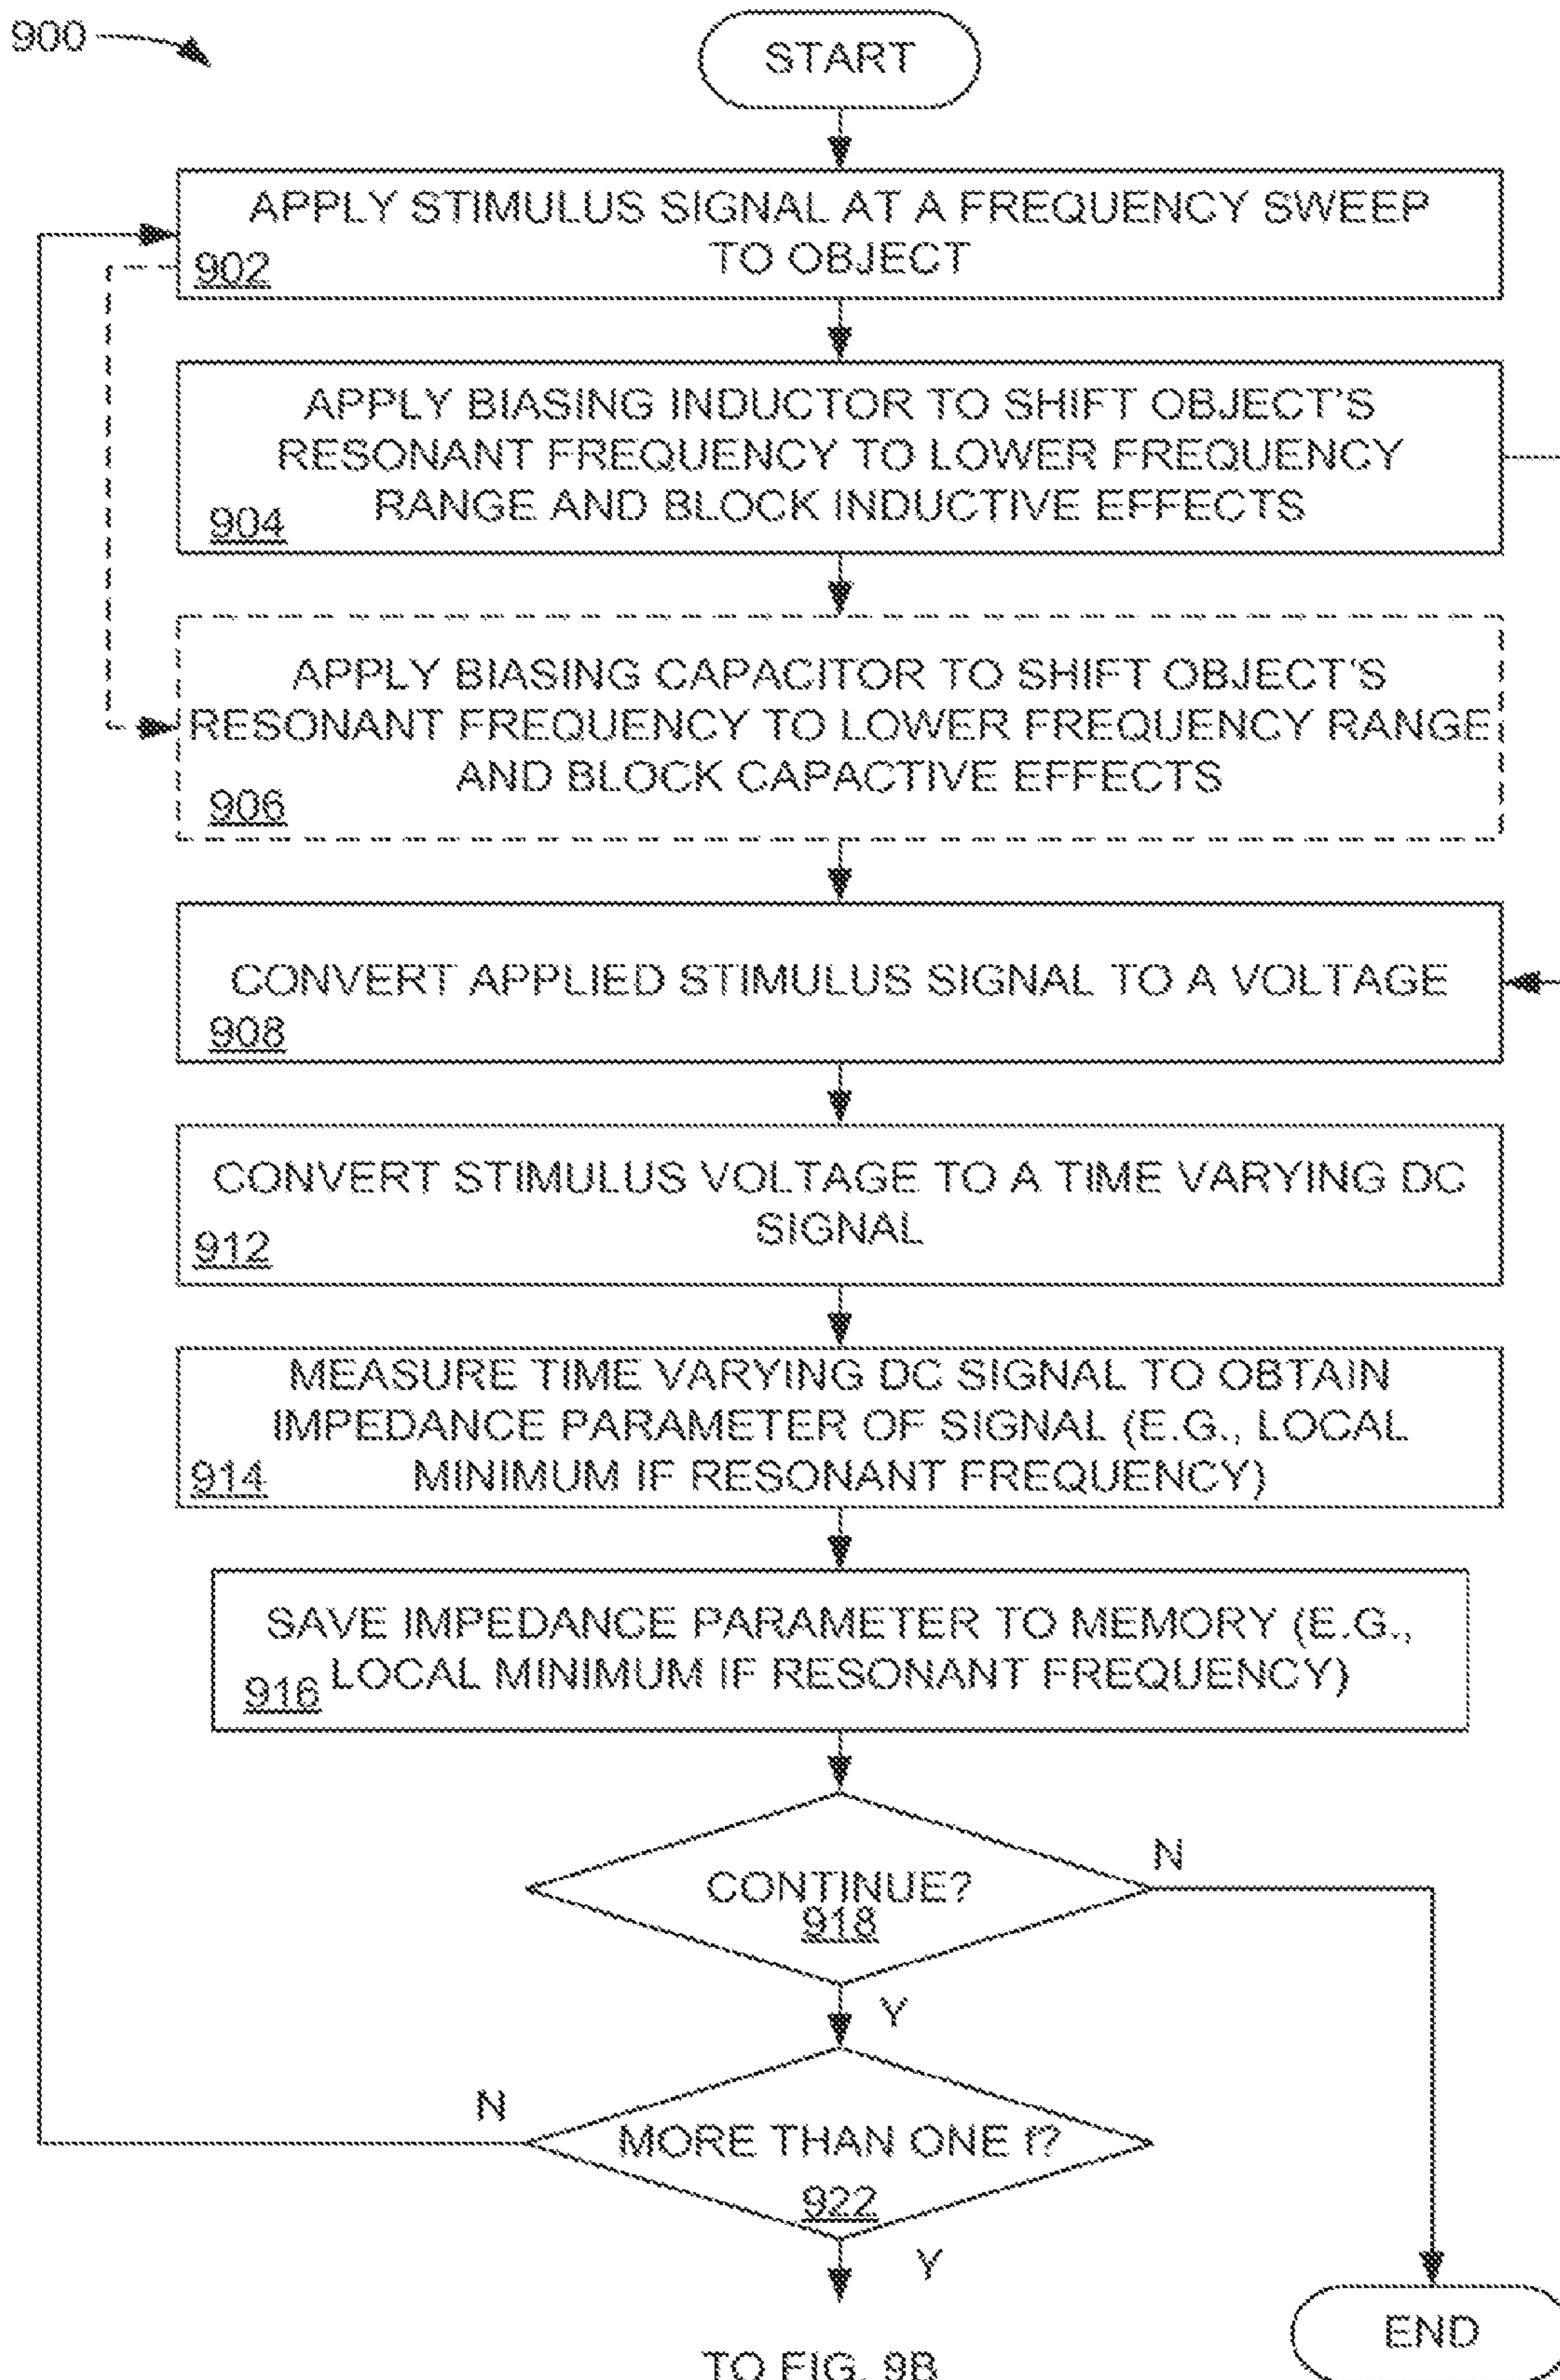 900
START
APPLY STIMULUS SIGNAL AT A FREQUENCY SWEEP
TO OBJECT
902
APPLY BIASING INDUCTOR TO SHIFT OBJECT'S
RESONANT FREQUENCY TO LOWER FREQUENCY
RANGE AND BLOCK INDUCTIVE EFFECTS
904
APPLY BIASING CAPACITOR TO SHIFT OBJECT'S
RESONANT FREQUENCY TO LOWER FREQUENCY RANGE
AND BLOCK CAPACTIVE EFFECTS
906
CONVERT APPLIED STIMULUS SIGNAL TO A VOLTAGE
908
CONVERT STIMULUS VOLTAGE TO A TIME VARYING DC
SIGNAL
912
MEASURE TIME VARYING DC SIGNAL TO OBTAIN
IMPEDANCE PARAMETER OF SIGNAL (E.G., LOCAL
MINIMUM IF RESONANT FREQUENCY)
914
SAVE IMPEDANCE PARAMETER TO MEMORY (E.G.,
LOCAL MINIMUM IF RESONANT FREQUENCY)
916
CONTINUE?
918
N
Y
MORE THAN ONE f?
922
N
Y
END
TO FIG. 9B